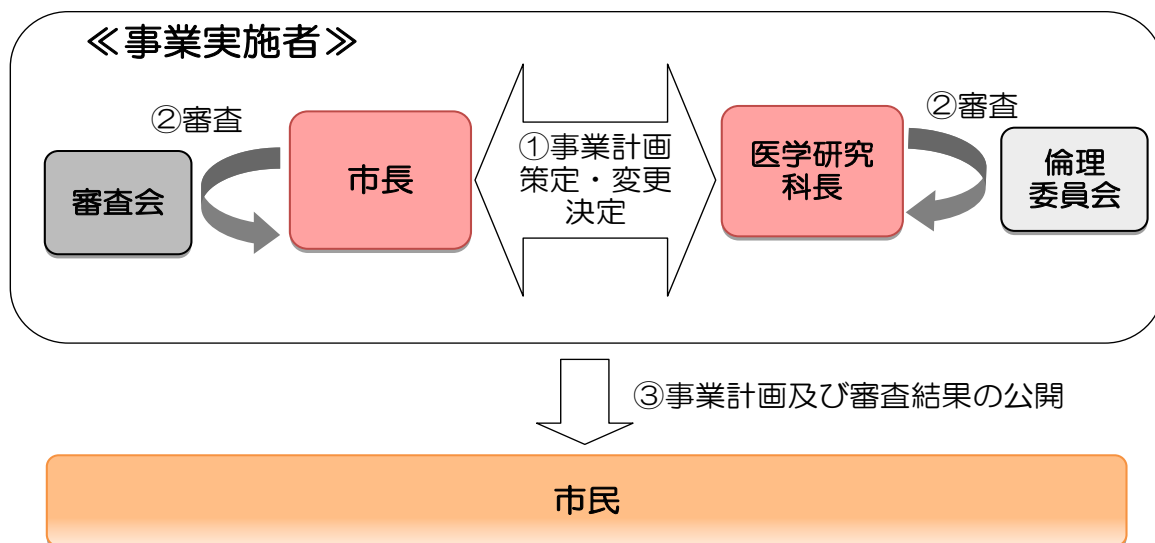 ≪事業実施者≫
②審査
審査会
市長
①事業計画
策定・変更
決定
医学研究
科長
②審査
倫理
委員会
③事業計画及び審査結果の公開
市民